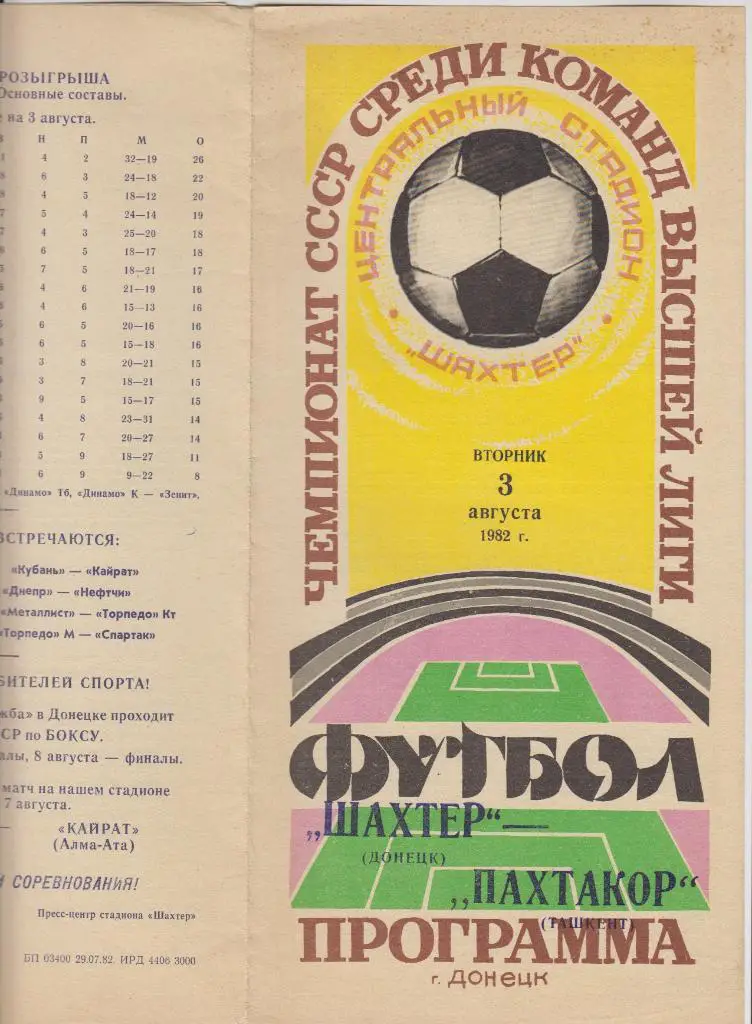 РОЗЫГРЫША
Основные составы.
на 3 августа.
Н П М О
4 2 32—19 26
6 3 24—18 22
4 5 18—12 20
5 4 24—14 19
4 3 25—20 18
6 5 18—17 18
7 5 18—21 17
4 6 21—19 16
4 6 15—13 16
6 5 20—16 16
6 5 15—18 16
3 8 20—21 15
3 7 18—21 15
9 5 15—17 15
4 8 23—31 14
6 7 20—27 14
5 9 18—27 11
6 9 9—22 8
«Динамо» Тб, «Динамо» К — «Зенит»,
ВСТРЕЧАЮТСЯ:
«Кубань» — «Кайрат»
«Днепр» — «Нефтчи»
«Металлист» — «Торпедо» Кт
«Торпедо» М — «Спартак»
БИТЕЛЕЙ СПОРТА!
жба» в Донецке проходит
СР по БОКСУ.
алы, 8 августа — финалы.
матч на нашем стадионе
7 августа.
«КАЙРАТ»
(Алма-Ата)
СОРЕВНОВАНИЯ!
Пресс-центр стадиона «Шахтер»
БП 03400 29.07.82. ИРД 4406 3000
ЧЕМПИОНАТ СССР СРЕДИ КОМАНД ВЫСШЕЙ ЛИГИ
ЦЕНТРАЛЬНЫЙ СТАДИОН
• „ШАХТЕР“ •
ВТОРНИК
3
августа
1982 г.
ФУТБОЛ
„ШАХТЕР“—
(ДОНЕЦК)
„ПАХТАКОР“
(ТАШКЕНТ)
ПРОГРАММА
г. ДОНЕЦК